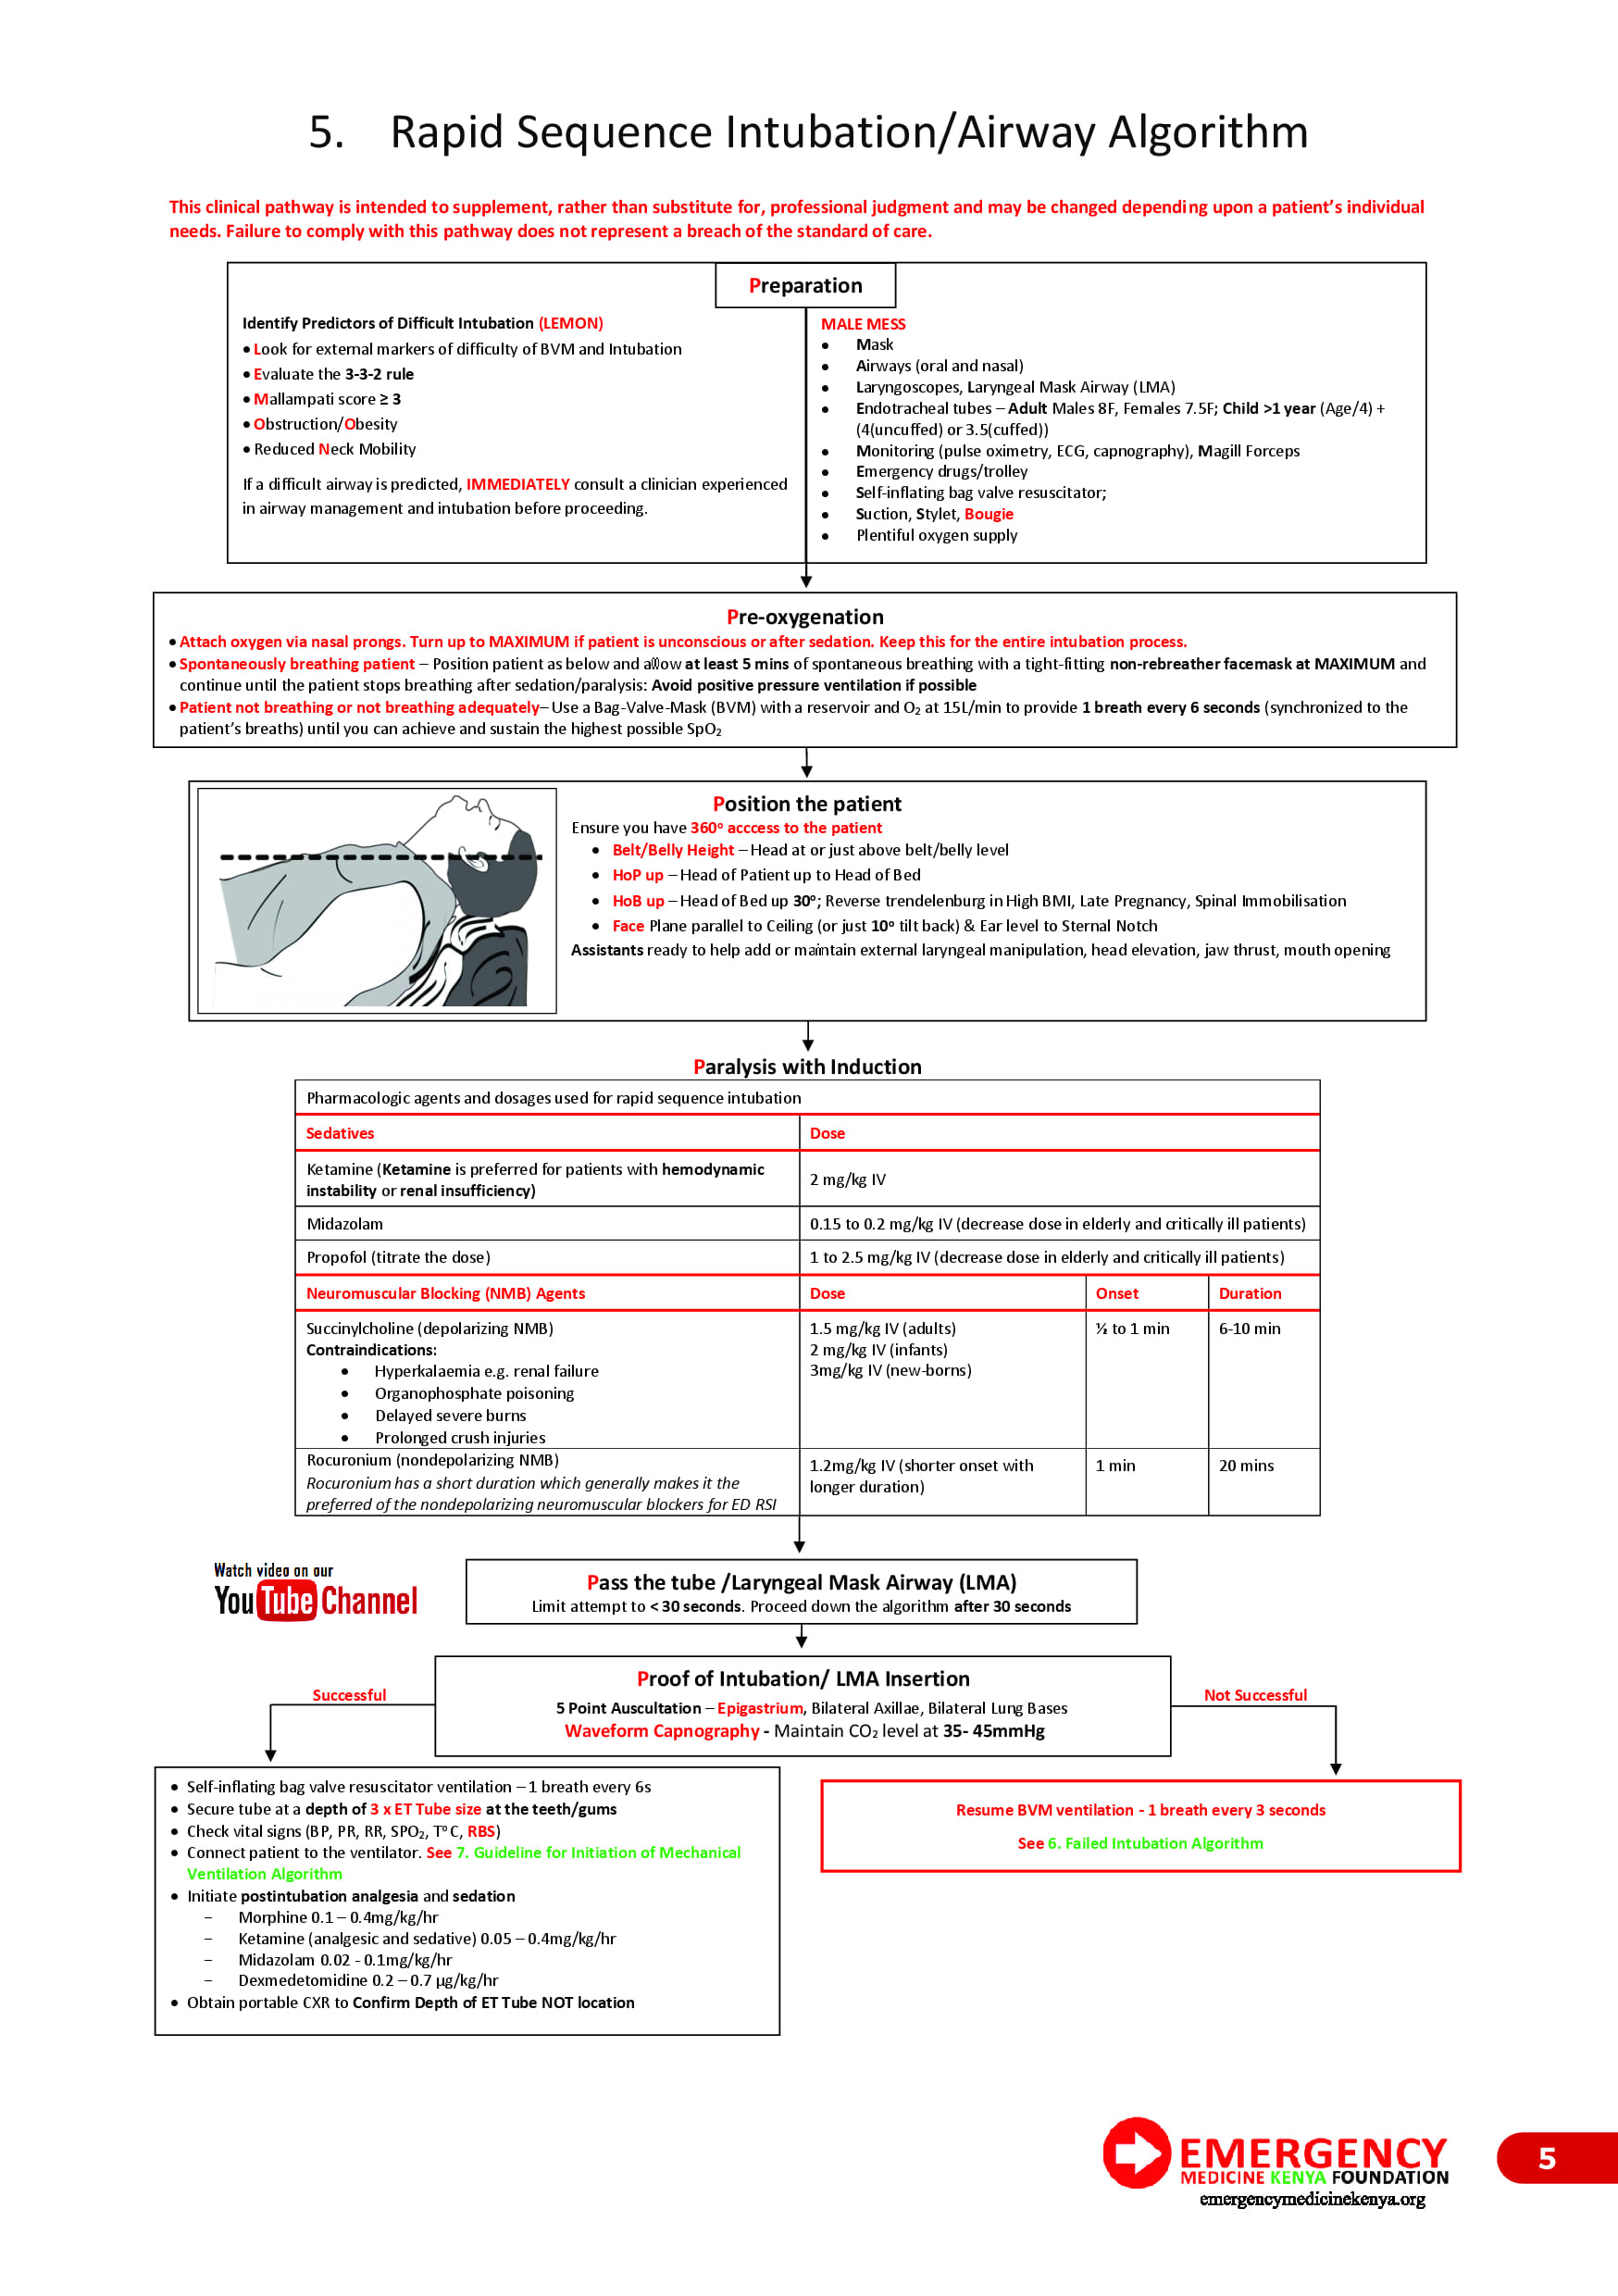 5. Rapid Sequence Intubation/Airway Algorithm
This clinical pathway is intended to supplement, rather than substitute for, professional judgment and may be changed depending upon a patient's individual
needs. Failure to comply with this pathway does not represent a breach of the standard of care.
Preparation
Identify Predictors of Difficult Intubation (LEMON)
• Look for external markers of difficulty of BVM and Intubation
• Evaluate the 3-3-2 rule
• Mallampati score ≥ 3
• Obstruction/Obesity
• Reduced Neck Mobility
If a difficult airway is predicted, IMMEDIATELY consult a clinician experienced
in airway management and intubation before proceeding.
MALE MESS
• Mask
• Airways (oral and nasal)
• Laryngoscopes, Laryngeal Mask Airway (LMA)
• Endotracheal tubes – Adult Males 8F, Females 7.5F; Child >1 year (Age/4) +
(4(uncuffed) or 3.5(cuffed))
• Monitoring (pulse oximetry, ECG, capnography), Magill Forceps
• Emergency drugs/trolley
• Self-inflating bag valve resuscitator;
• Suction, Stylet, Bougie
• Plentiful oxygen supply
Pre-oxygenation
• Attach oxygen via nasal prongs. Turn up to MAXIMUM if patient is unconscious or after sedation. Keep this for the entire intubation process.
• Spontaneously breathing patient – Position patient as below and allow at least 5 mins of spontaneous breathing with a tight-fitting non-rebreather facemask at MAXIMUM and
continue until the patient stops breathing after sedation/paralysis: Avoid positive pressure ventilation if possible
• Patient not breathing or not breathing adequately– Use a Bag-Valve-Mask (BVM) with a reservoir and O₂ at 15L/min to provide 1 breath every 6 seconds (synchronized to the
patient's breaths) until you can achieve and sustain the highest possible SpO₂
Position the patient
Ensure you have 360º acccess to the patient
• Belt/Belly Height – Head at or just above belt/belly level
• HoP up – Head of Patient up to Head of Bed
• HoB up – Head of Bed up 30º; Reverse trendelenburg in High BMI, Late Pregnancy, Spinal Immobilisation
• Face Plane parallel to Ceiling (or just 10º tilt back) & Ear level to Sternal Notch
Assistants ready to help add or maintain external laryngeal manipulation, head elevation, jaw thrust, mouth opening
Paralysis with Induction
Pharmacologic agents and dosages used for rapid sequence intubation
Sedatives Dose
Ketamine (Ketamine is preferred for patients with hemodynamic
instability or renal insufficiency) 2 mg/kg IV
Midazolam 0.15 to 0.2 mg/kg IV (decrease dose in elderly and critically ill patients)
Propofol (titrate the dose) 1 to 2.5 mg/kg IV (decrease dose in elderly and critically ill patients)
Neuromuscular Blocking (NMB) Agents Dose Onset Duration
Succinylcholine (depolarizing NMB) 1.5 mg/kg IV (adults) ½ to 1 min 6-10 min
Contraindications: 2 mg/kg IV (infants)
• Hyperkalaemia e.g. renal failure 3mg/kg IV (new-borns)
• Organophosphate poisoning
• Delayed severe burns
• Prolonged crush injuries
Rocuronium (nondepolarizing NMB) 1.2mg/kg IV (shorter onset with 1 min 20 mins
Rocuronium has a short duration which generally makes it the longer duration)
preferred of the nondepolarizing neuromuscular blockers for ED RSI
Watch video on our
YouTube Channel
Pass the tube /Laryngeal Mask Airway (LMA)
Limit attempt to < 30 seconds. Proceed down the algorithm after 30 seconds
Proof of Intubation/ LMA Insertion
5 Point Auscultation – Epigastrium, Bilateral Axillae, Bilateral Lung Bases
Waveform Capnography - Maintain CO₂ level at 35- 45mmHg
Successful
Not Successful
• Self-inflating bag valve resuscitator ventilation – 1 breath every 6s
• Secure tube at a depth of 3 x ET Tube size at the teeth/gums
• Check vital signs (BP, PR, RR, SPO₂, TºC, RBS)
• Connect patient to the ventilator. See 7. Guideline for Initiation of Mechanical
Ventilation Algorithm
• Initiate postintubation analgesia and sedation
– Morphine 0.1 – 0.4mg/kg/hr
– Ketamine (analgesic and sedative) 0.05 – 0.4mg/kg/hr
– Midazolam 0.02 - 0.1mg/kg/hr
– Dexmedetomidine 0.2 – 0.7 µg/kg/hr
• Obtain portable CXR to Confirm Depth of ET Tube NOT location
Resume BVM ventilation - 1 breath every 3 seconds
See 6. Failed Intubation Algorithm
EMERGENCY
MEDICINE KENYA FOUNDATION
emergencymedicinekenya.org
5